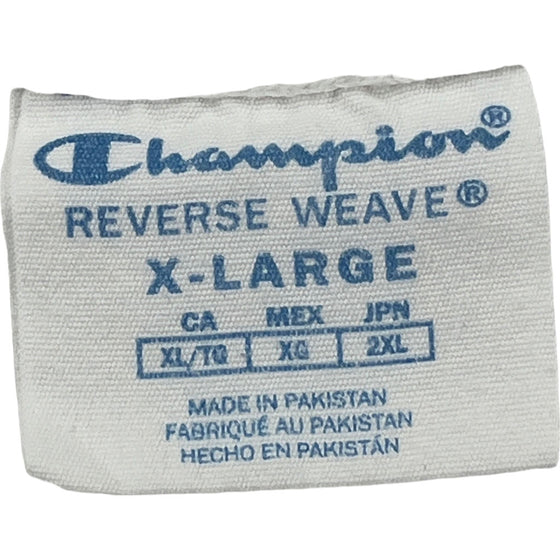 Champion®
REVERSE WEAVE®
X-LARGE
CA MEX JPN
XL/TG XG 2XL
MADE IN PAKISTAN
FABRIQUÉ AU PAKISTAN
HECHO EN PAKISTÁN